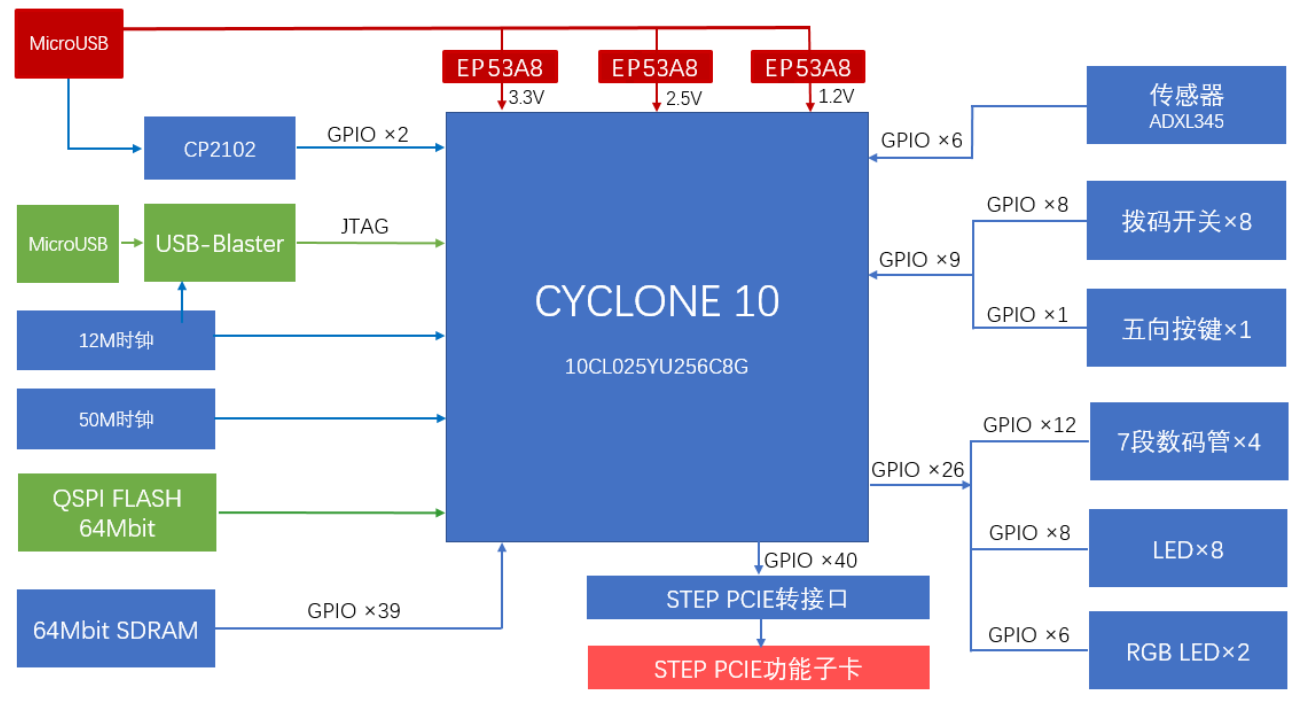 MicroUSB
EP53A8
EP53A8
EP53A8
3.3V
2.5V
1.2V
CP2102
GPIO ×2
MicroUSB
USB-Blaster
JTAG
12M时钟
50M时钟
QSPI FLASH
64Mbit
64Mbit SDRAM
GPIO ×39
CYCLONE 10
10CL025YU256C8G
GPIO ×40
STEP PCIE转接口
STEP PCIE功能子卡
GPIO ×6
传感器
ADXL345
GPIO ×9
GPIO ×8
拨码开关×8
GPIO ×1
五向按键×1
GPIO ×26
GPIO ×12
7段数码管×4
GPIO ×8
LED×8
GPIO ×6
RGB LED×2